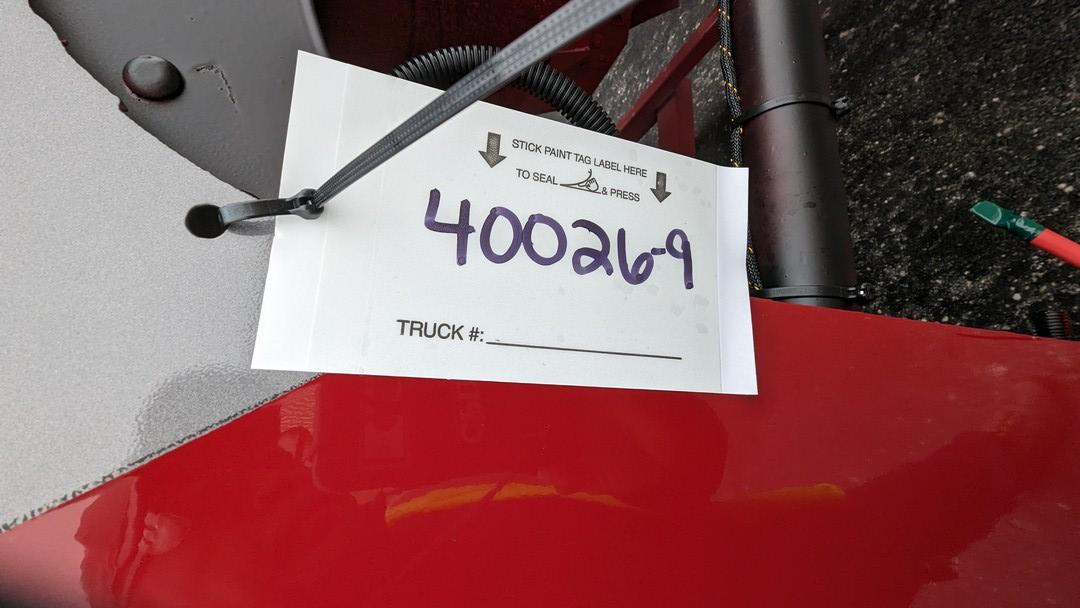 STICK PAINT TAG LABEL HERE
TO SEAL & PRESS
40026-9
TRUCK #: